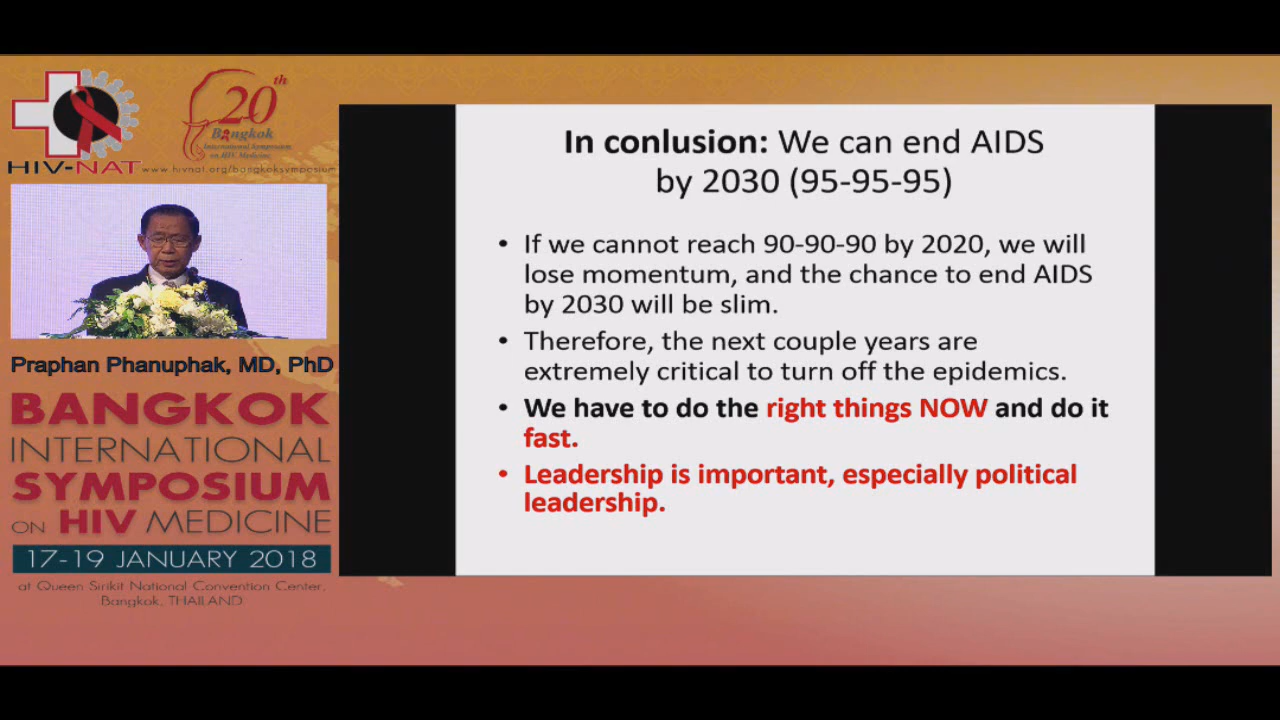 HIV-NAT
20th
Bangkok
International Symposium
on HIV Medicine
www.hivnat.org/bangkoksymposium
Praphan Phanuphak, MD, PhD
BANGKOK
INTERNATIONAL
SYMPOSIUM
ON HIV MEDICINE
17-19 JANUARY 2018
at Queen Sirikit National Convention Center,
Bangkok, THAILAND
In conlusion: We can end AIDS
by 2030 (95-95-95)
• If we cannot reach 90-90-90 by 2020, we will
lose momentum, and the chance to end AIDS
by 2030 will be slim.
• Therefore, the next couple years are
extremely critical to turn off the epidemics.
• We have to do the right things NOW and do it
fast.
• Leadership is important, especially political
leadership.